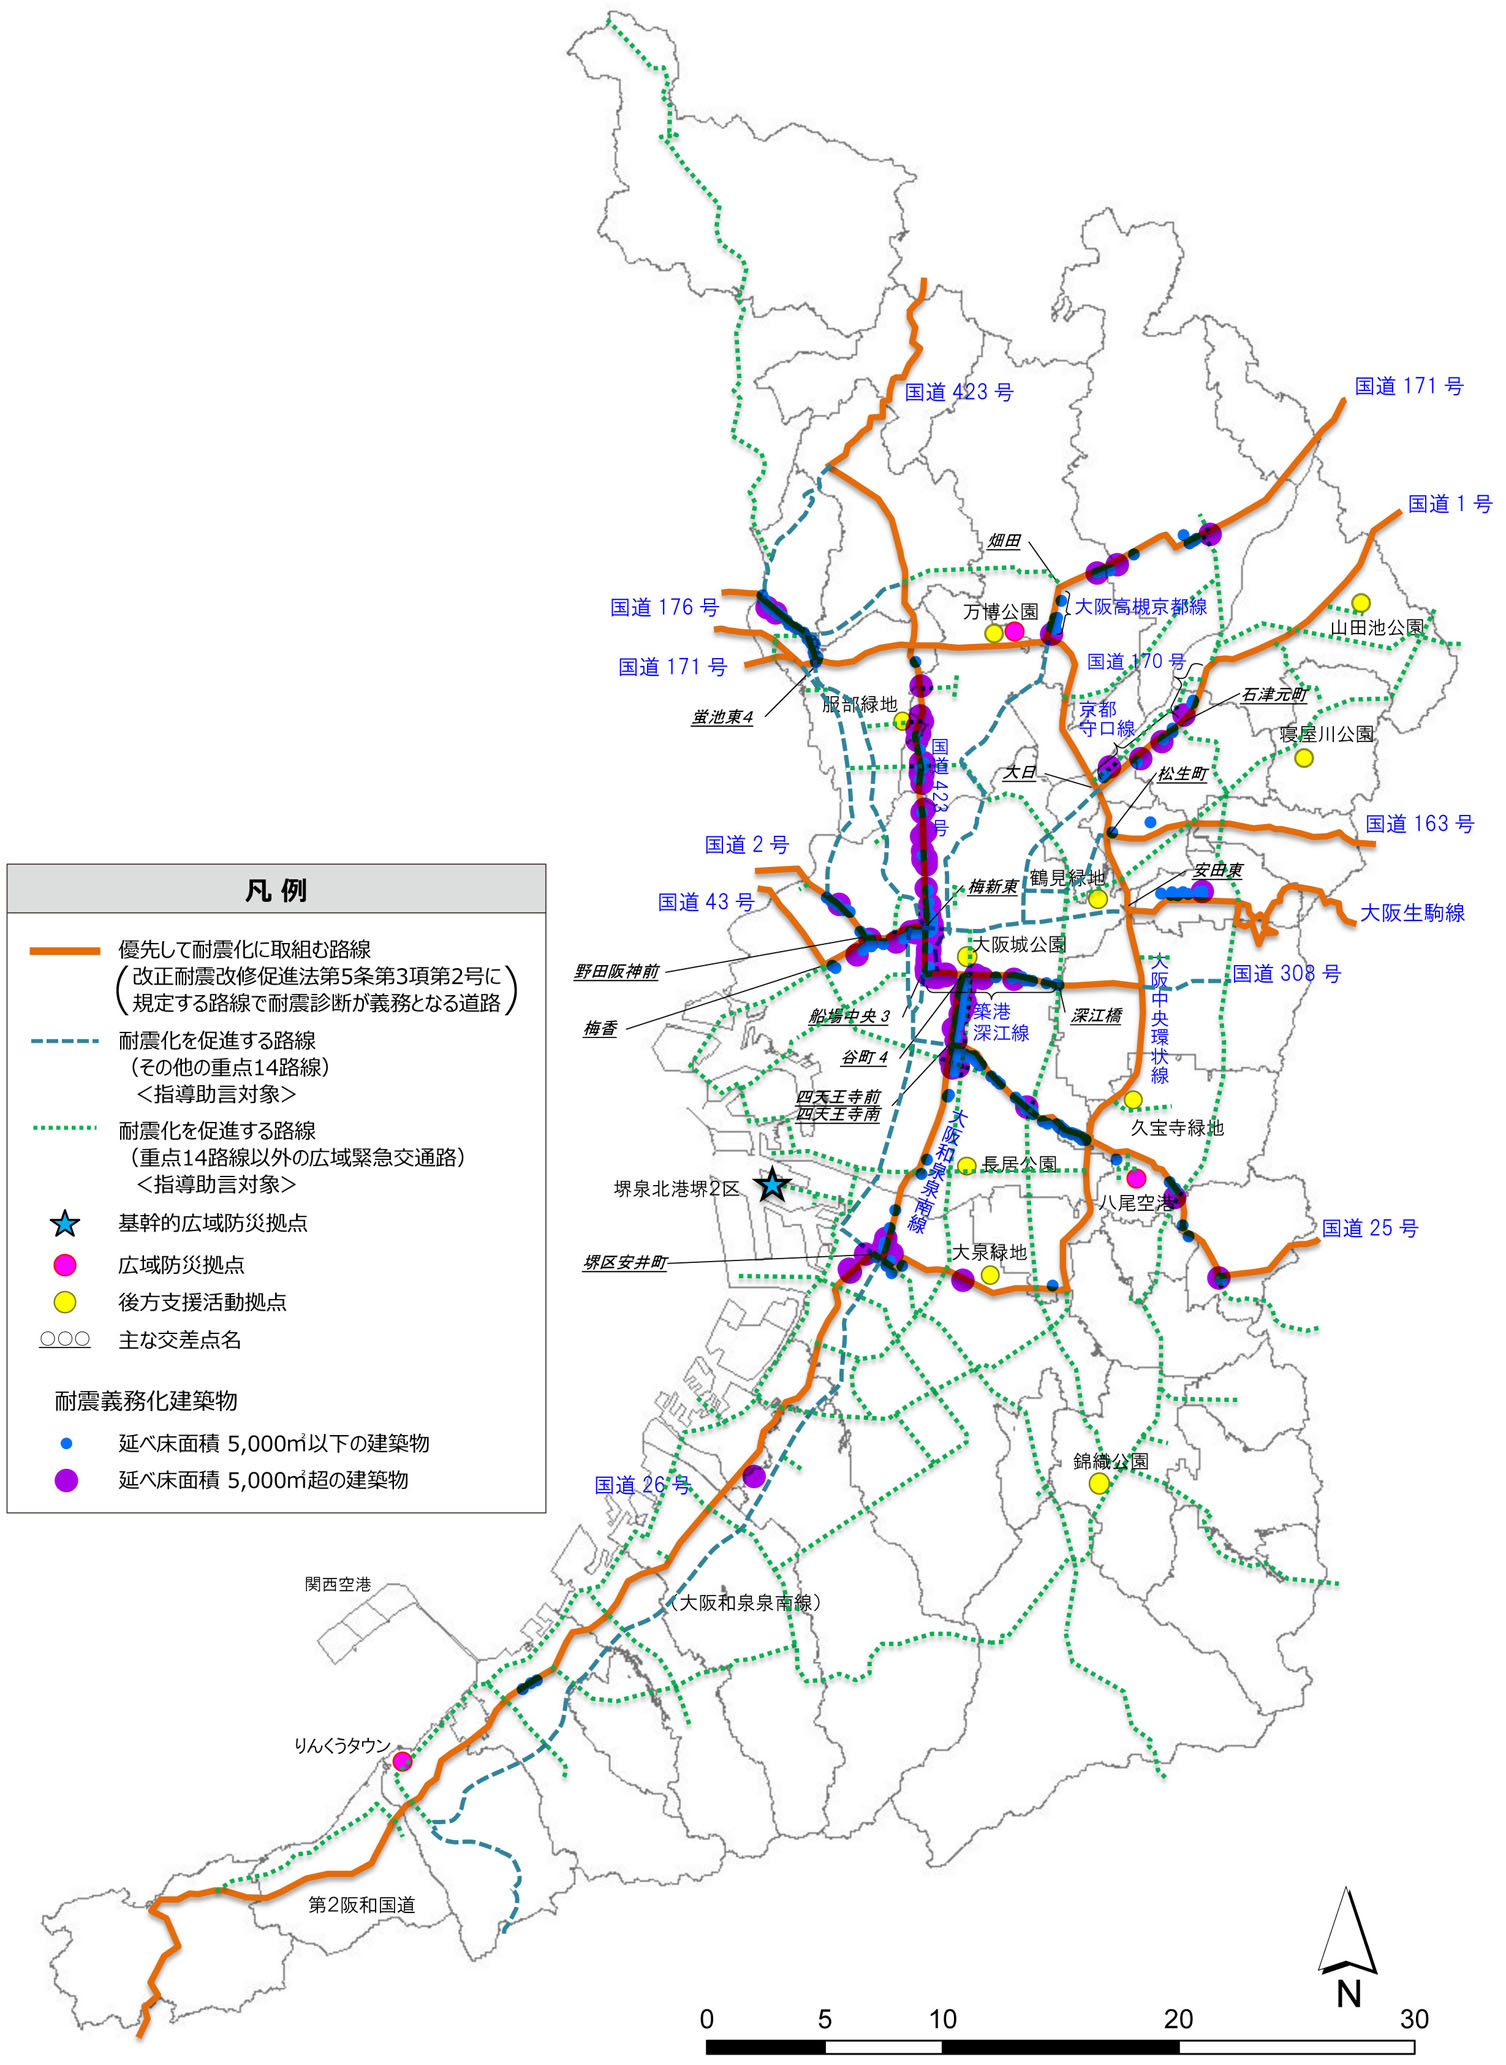 国道 423 号
国道 171 号
国道 1 号
畑田
大阪高槻京都線
万博公園
山田池公園
国道 176 号
国道 171 号
国道 170 号
石津元町
蛍池東4
服部緑地
京都
守口線
寝屋川公園
国道 423 号
大日
松生町
国道 2 号
国道 163 号
国道 43 号
梅新東
鶴見緑地
安田東
大阪生駒線
野田阪神前
大阪城公園
大阪中央環状線
国道 308 号
梅香
船場中央 3
築港
深江線
深江橋
谷町 4
四天王寺前
四天王寺南
大阪和泉泉南線
久宝寺緑地
長居公園
堺泉北港堺2区
八尾空港
国道 25 号
堺区安井町
大泉緑地
国道 26 号
錦織公園
関西空港
（大阪和泉泉南線）
りんくうタウン
第2阪和国道
凡 例
優先して耐震化に取組む路線
（改正耐震改修促進法第5条第3項第2号に
規定する路線で耐震診断が義務となる道路）
耐震化を促進する路線
（その他の重点14路線）
＜指導助言対象＞
耐震化を促進する路線
（重点14路線以外の広域緊急交通路）
＜指導助言対象＞
基幹的広域防災拠点
広域防災拠点
後方支援活動拠点
○○○ 主な交差点名
耐震義務化建築物
延べ床面積 5,000㎡以下の建築物
延べ床面積 5,000㎡超の建築物
N
0 5 10 20 30